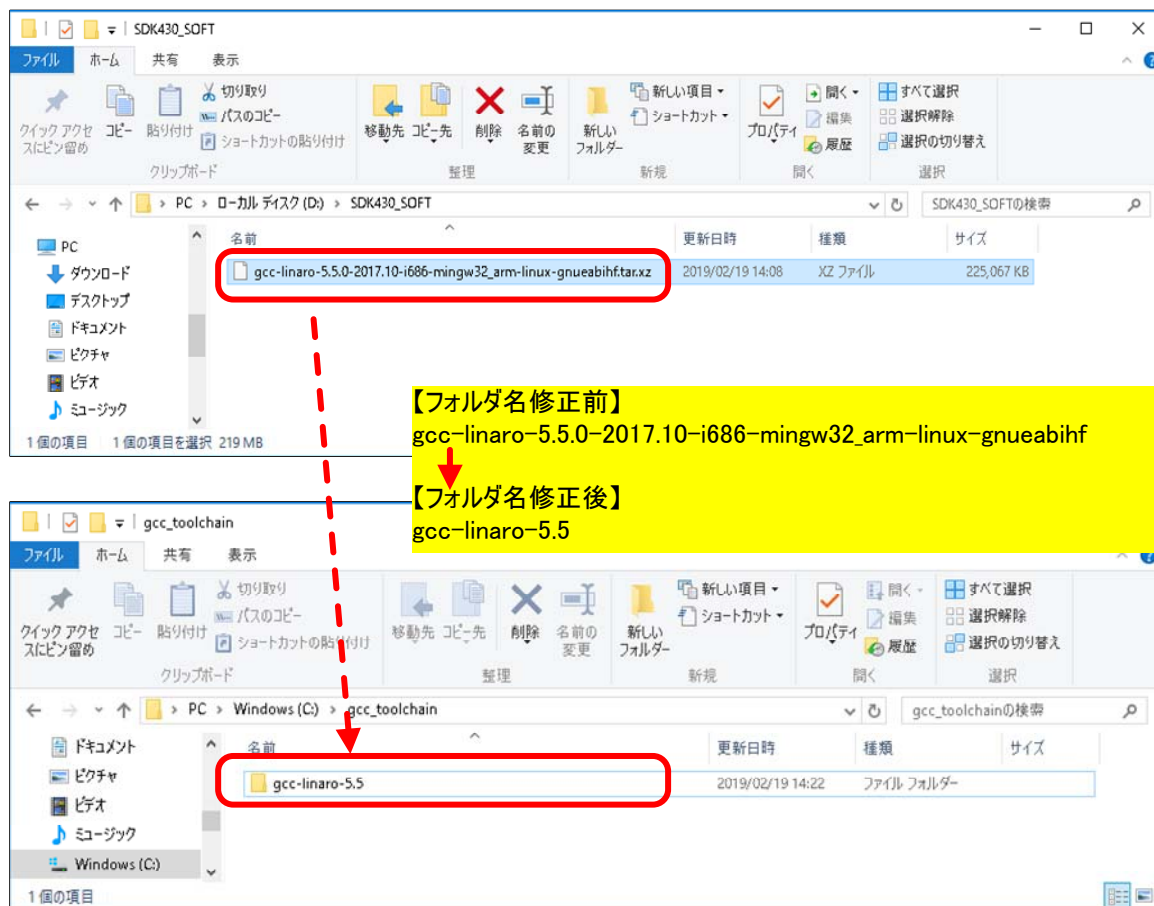 SDK430_SOFT
ファイル ホーム 共有 表示
クイック アクセスにピン留め
コピー
貼り付け
切り取り
パスのコピー
ショートカットの貼り付け
クリップボード
移動先
コピー先
削除
名前の変更
整理
新しいフォルダー
新しい項目
ショートカット
新規
プロパティ
開く
編集
履歴
開く
すべて選択
選択解除
選択の切り替え
選択
PC > ローカル ディスク (D:) > SDK430_SOFT
SDK430_SOFTの検索
名前 更新日時 種類 サイズ
gcc-linaro-5.5.0-2017.10-i686-mingw32_arm-linux-gnueabihf.tar.xz 2019/02/19 14:08 XZ ファイル 225,067 KB
PC
ダウンロード
デスクトップ
ドキュメント
ピクチャ
ビデオ
ミュージック
1 個の項目 1 個の項目を選択 219 MB
【フォルダ名修正前】
gcc-linaro-5.5.0-2017.10-i686-mingw32_arm-linux-gnueabihf
【フォルダ名修正後】
gcc-linaro-5.5
gcc_toolchain
ファイル ホーム 共有 表示
クイック アクセスにピン留め
コピー
貼り付け
切り取り
パスのコピー
ショートカットの貼り付け
クリップボード
移動先
コピー先
削除
名前の変更
整理
新しいフォルダー
新しい項目
ショートカット
新規
プロパティ
開く
編集
履歴
開く
すべて選択
選択解除
選択の切り替え
選択
PC > Windows (C:) > gcc_toolchain
gcc_toolchainの検索
名前 更新日時 種類 サイズ
gcc-linaro-5.5 2019/02/19 14:22 ファイル フォルダー
ドキュメント
ピクチャ
ビデオ
ミュージック
Windows (C:)
1 個の項目